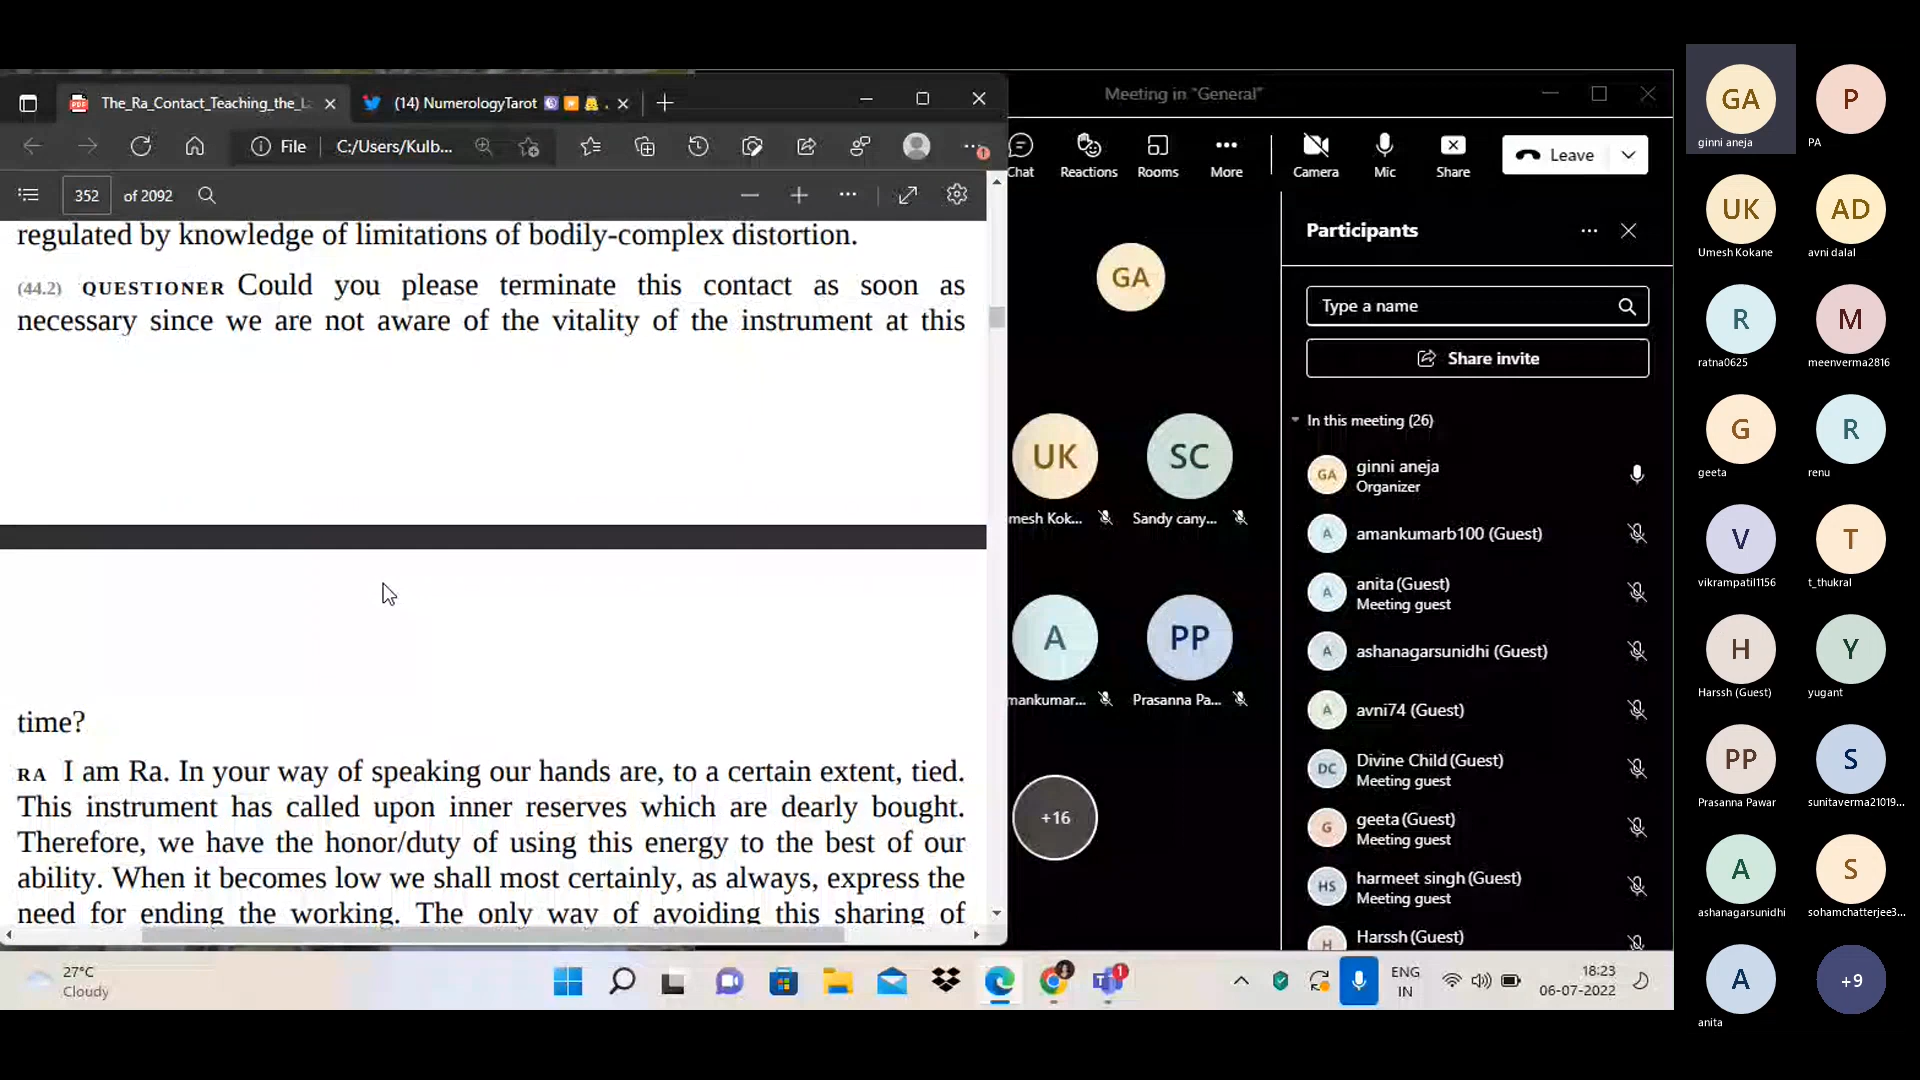 The_Ra_Contact_Teaching_the_L
(14) NumerologyTarot
File
C:/Users/Kulb...
1
352
of 2092
regulated by knowledge of limitations of bodily-complex distortion.
(44.2) QUESTIONER Could you please terminate this contact as soon as
necessary since we are not aware of the vitality of the instrument at this
time?
RA I am Ra. In your way of speaking our hands are, to a certain extent, tied.
This instrument has called upon inner reserves which are dearly bought.
Therefore, we have the honor/duty of using this energy to the best of our
ability. When it becomes low we shall most certainly, as always, express the
need for ending the working. The only way of avoiding this sharing of
Meeting in "General"
Chat
Reactions
Rooms
More
Camera
Mic
Share
Leave
GA
UK
mesh Kok...
SC
Sandy cany...
A
mankumar...
PP
Prasanna Pa...
+16
Participants
Type a name
Share invite
In this meeting (26)
GA
ginni aneja
Organizer
A
amankumarb100 (Guest)
A
anita (Guest)
Meeting guest
A
ashanagarsunidhi (Guest)
A
avni74 (Guest)
DC
Divine Child (Guest)
Meeting guest
G
geeta (Guest)
Meeting guest
HS
harmeet singh (Guest)
Meeting guest
H
Harssh (Guest)
27°C
Cloudy
1
ENG
IN
18:23
06-07-2022
GA
ginni aneja
P
PA
UK
Umesh Kokane
AD
avni dalal
R
ratna0625
M
meenverma2816
G
geeta
R
renu
V
vikrampatil1156
T
t_thukral
H
Harssh (Guest)
Y
yugant
PP
Prasanna Pawar
S
sunitaverma21019...
A
ashanagarsunidhi
S
sohamchatterjee3...
A
anita
+9